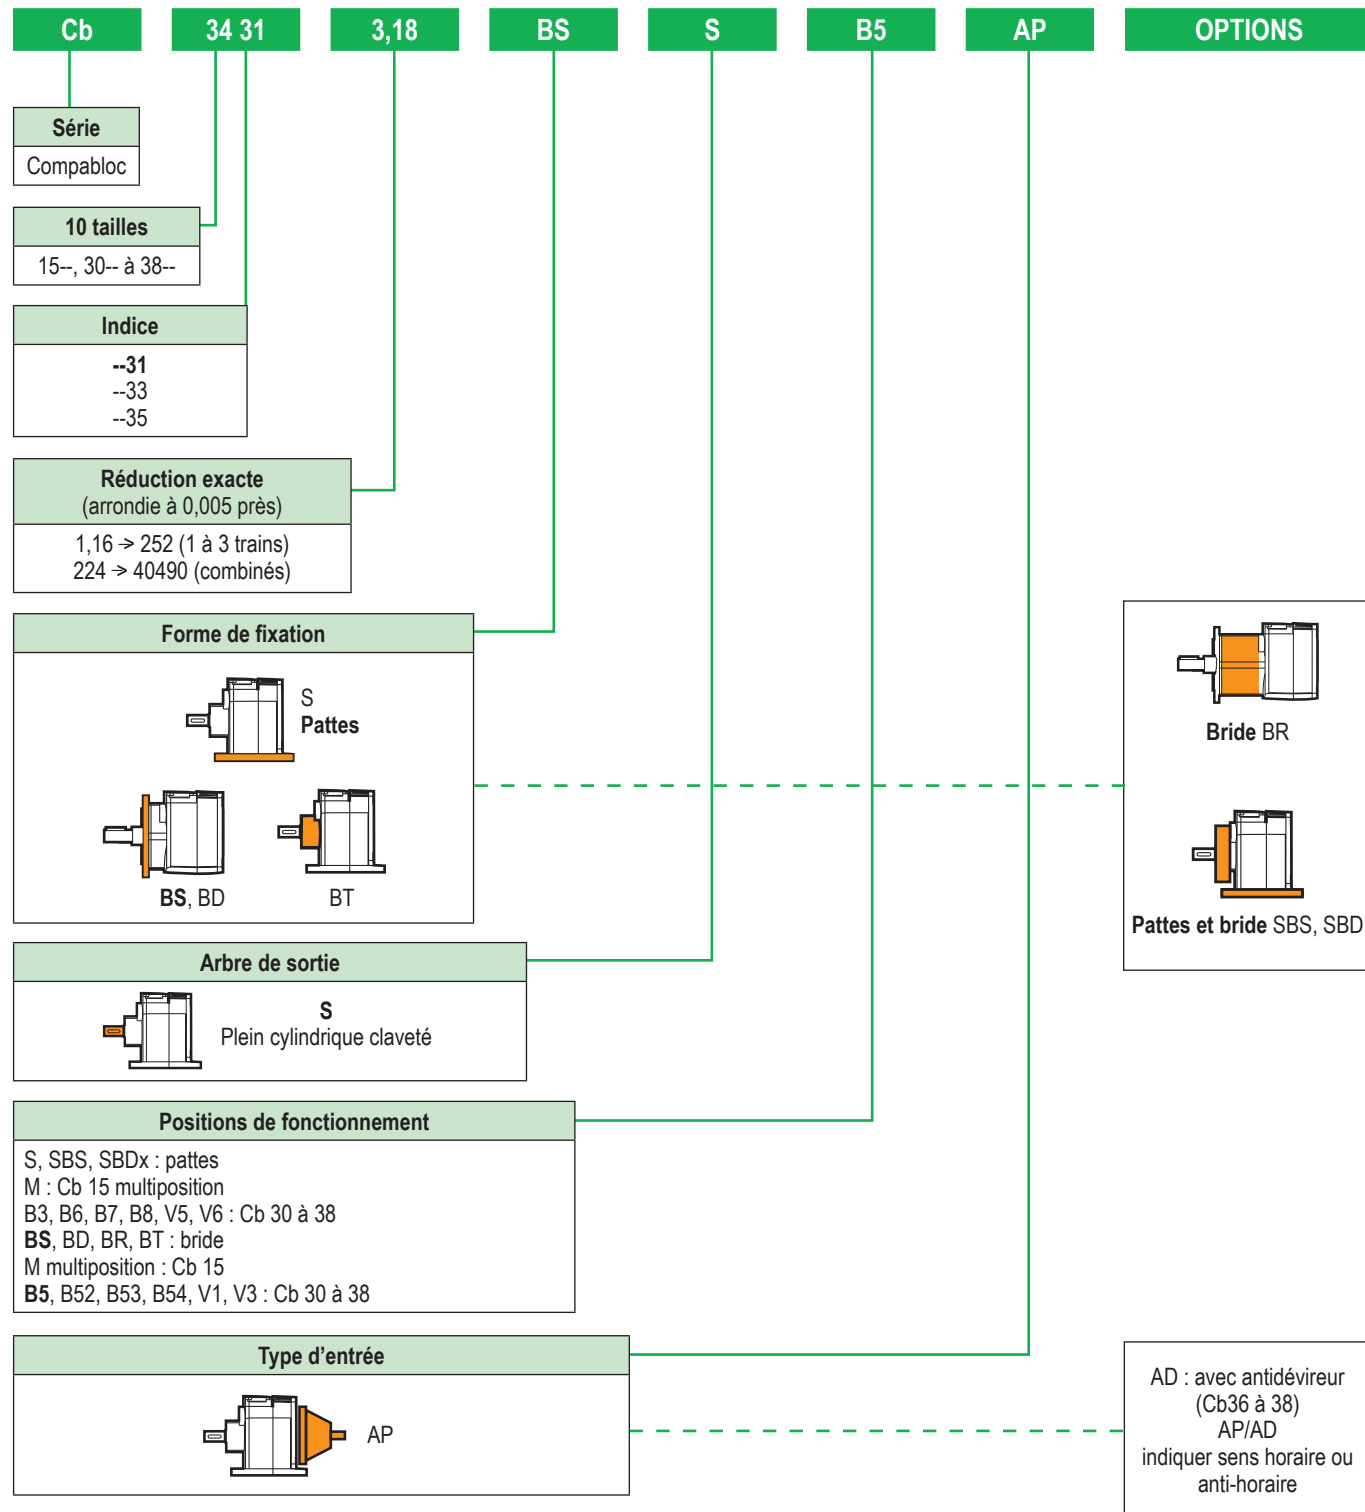 Cb 34 31 3,18 BS S B5 AP OPTIONS
Série
Compabloc
10 tailles
15--, 30-- à 38--
Indice
--31
--33
--35
Réduction exacte
(arrondie à 0,005 près)
1,16 → 252 (1 à 3 trains)
224 → 40490 (combinés)
Forme de fixation
S
Pattes
BS, BD
BT
Bride BR
Pattes et bride SBS, SBD
Arbre de sortie
S
Plein cylindrique claveté
Positions de fonctionnement
S, SBS, SBDx : pattes
M : Cb 15 multiposition
B3, B6, B7, B8, V5, V6 : Cb 30 à 38
BS, BD, BR, BT : bride
M multiposition : Cb 15
B5, B52, B53, B54, V1, V3 : Cb 30 à 38
Type d’entrée
AP
AD : avec antidévireur
(Cb36 à 38)
AP/AD
indiquer sens horaire ou
anti-horaire